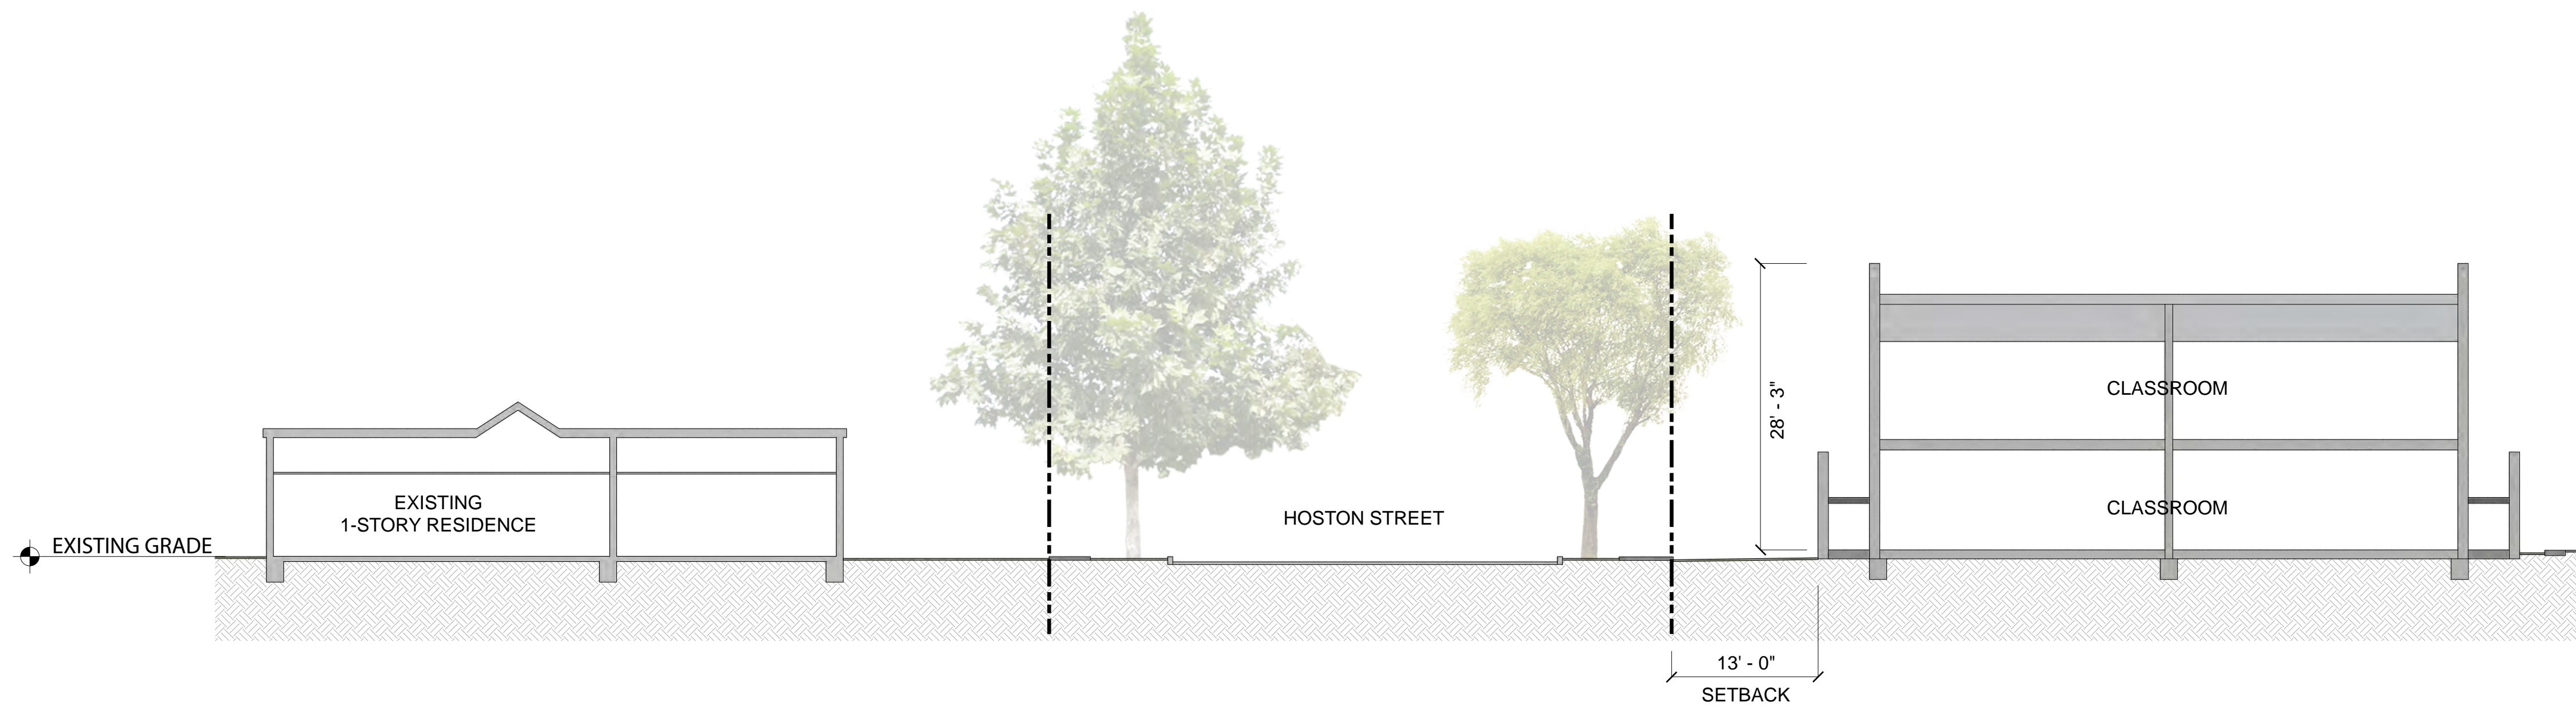 28' - 3"
CLASSROOM
EXISTING
1-STORY RESIDENCE
HOSTON STREET
CLASSROOM
EXISTING GRADE
13' - 0"
SETBACK